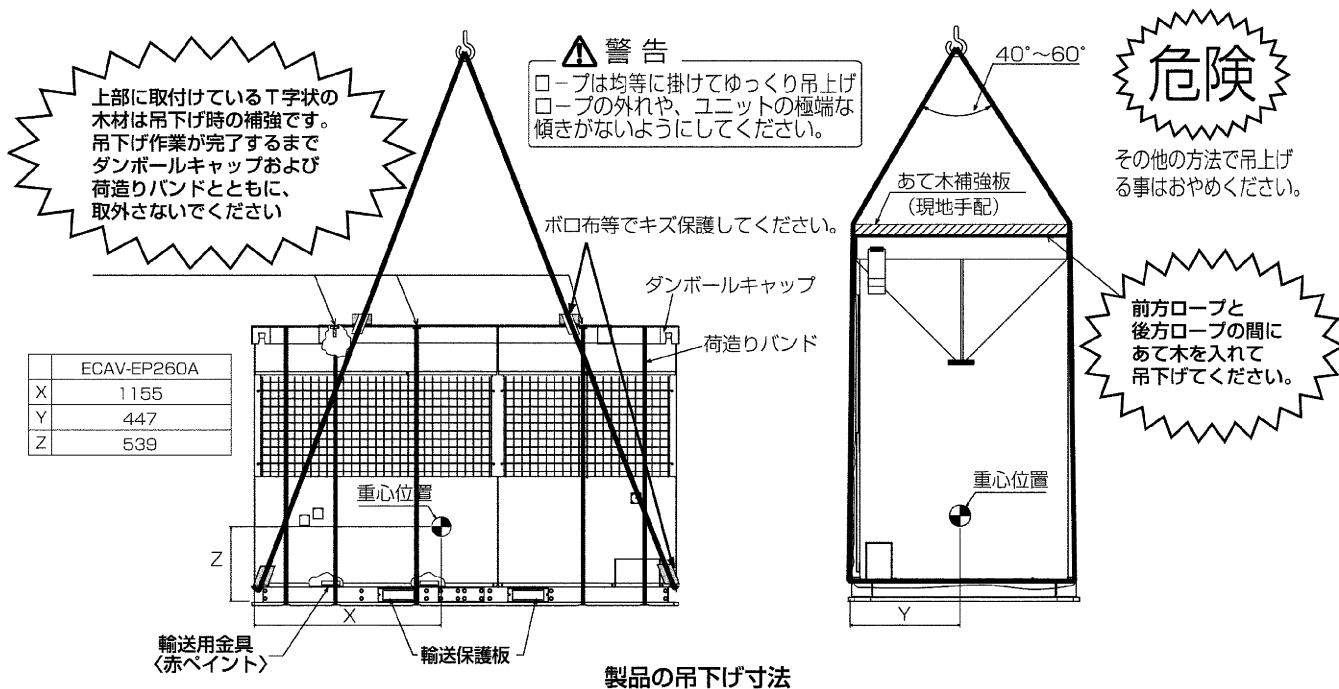 上部に取付けているT字状の
木材は吊下げ時の補強です。
吊下げ作業が完了するまで
ダンボールキャップおよび
荷造りバンドとともに、
取外さないでください
警告
ロープは均等に掛けてゆっくり吊上げ
ロープの外れや、ユニットの極端な
傾きがないようにしてください。
40°~60°
危険
その他の方法で吊上げ
る事はおやめください。
あて木補強板
(現地手配)
ボロ布等でキズ保護してください。
ダンボールキャップ
荷造りバンド
前方ロープと
後方ロープの間に
あて木を入れて
吊下げてください。
ECAV-EP260A
X 1155
Y 447
Z 539
重心位置
重心位置
Z
X
Y
輸送用金具
〈赤ペイント〉
輸送保護板
製品の吊下げ寸法